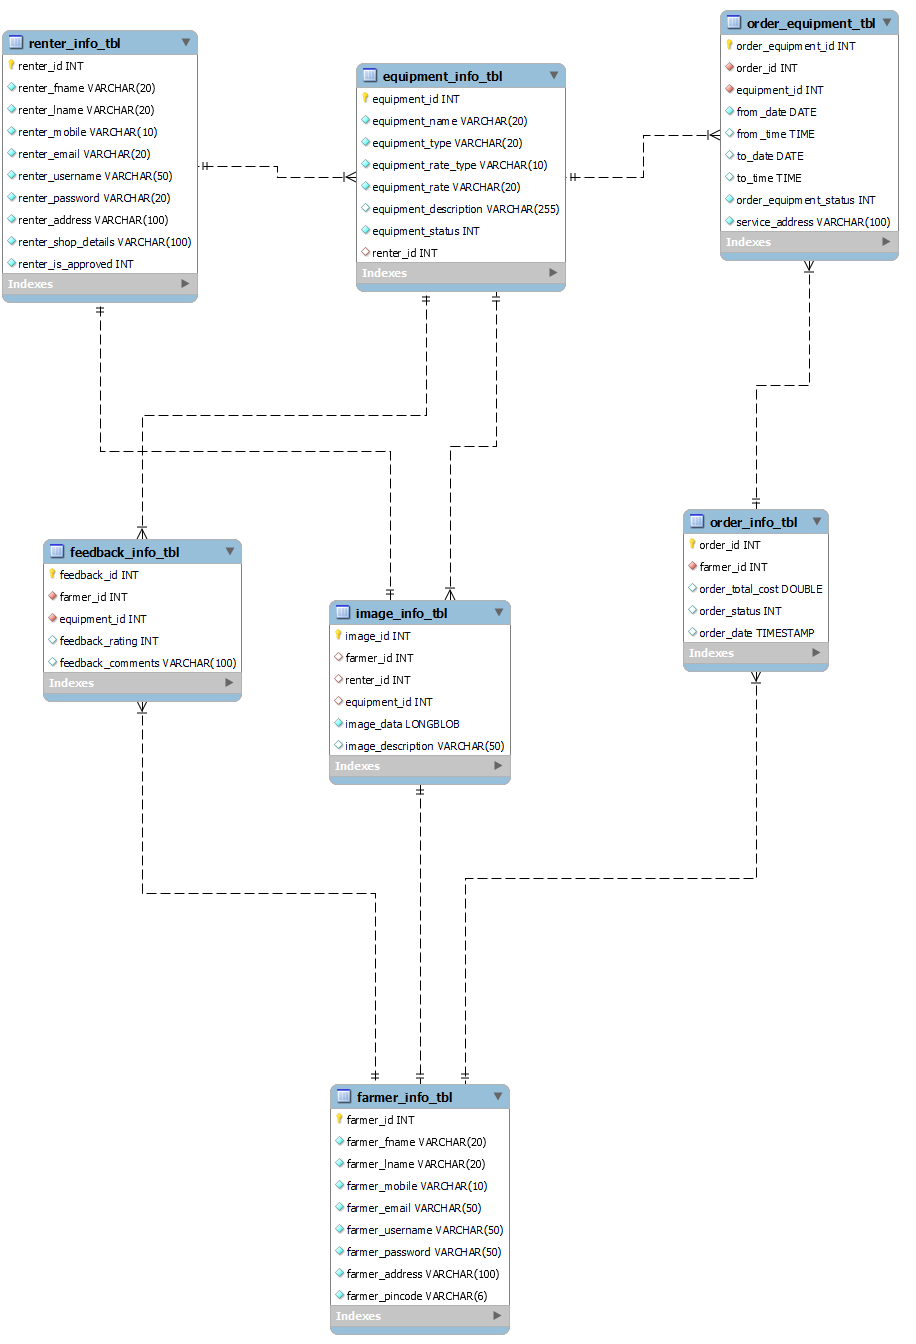 renter_info_tbl
renter_id INT
renter_fname VARCHAR(20)
renter_lname VARCHAR(20)
renter_mobile VARCHAR(10)
renter_email VARCHAR(20)
renter_username VARCHAR(50)
renter_password VARCHAR(20)
renter_address VARCHAR(100)
renter_shop_details VARCHAR(100)
renter_is_approved INT
Indexes
equipment_info_tbl
equipment_id INT
equipment_name VARCHAR(20)
equipment_type VARCHAR(20)
equipment_rate_type VARCHAR(10)
equipment_rate VARCHAR(20)
equipment_description VARCHAR(255)
equipment_status INT
renter_id INT
Indexes
order_equipment_tbl
order_equipment_id INT
order_id INT
equipment_id INT
from_date DATE
from_time TIME
to_date DATE
to_time TIME
order_equipment_status INT
service_address VARCHAR(100)
Indexes
feedback_info_tbl
feedback_id INT
farmer_id INT
equipment_id INT
feedback_rating INT
feedback_comments VARCHAR(100)
Indexes
image_info_tbl
image_id INT
farmer_id INT
renter_id INT
equipment_id INT
image_data LONGBLOB
image_description VARCHAR(50)
Indexes
order_info_tbl
order_id INT
farmer_id INT
order_total_cost DOUBLE
order_status INT
order_date TIMESTAMP
Indexes
farmer_info_tbl
farmer_id INT
farmer_fname VARCHAR(20)
farmer_lname VARCHAR(20)
farmer_mobile VARCHAR(10)
farmer_email VARCHAR(50)
farmer_username VARCHAR(50)
farmer_password VARCHAR(50)
farmer_address VARCHAR(100)
farmer_pincode VARCHAR(6)
Indexes